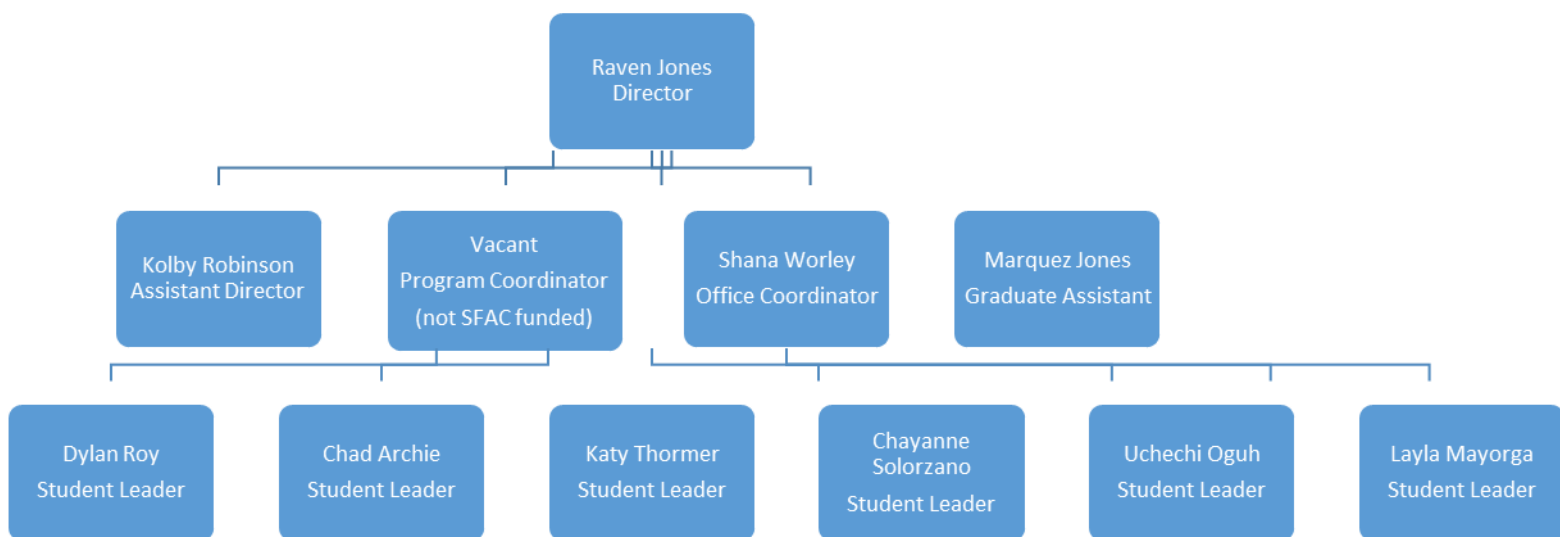 Raven Jones
Director
Kolby Robinson
Assistant Director
Vacant
Program Coordinator
(not SFAC funded)
Shana Worley
Office Coordinator
Marquez Jones
Graduate Assistant
Dylan Roy
Student Leader
Chad Archie
Student Leader
Katy Thormer
Student Leader
Chayanne
Solorzano
Student Leader
Uchechi Oguh
Student Leader
Layla Mayorga
Student Leader